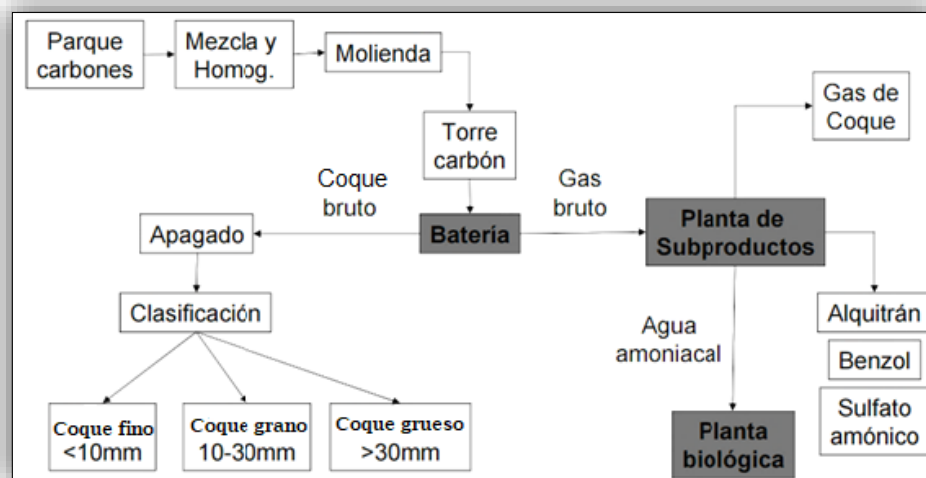 Parque
carbones
Mezcla y
Homog.
Molienda
Torre
carbón
Gas de
Coque
Coque
bruto
Gas
bruto
Apagado
Batería
Planta de
Subproductos
Clasificación
Agua
amoniacal
Alquitrán
Benzol
Sulfato
amónico
Coque fino
<10mm
Coque grano
10-30mm
Coque grueso
>30mm
Planta
biológica